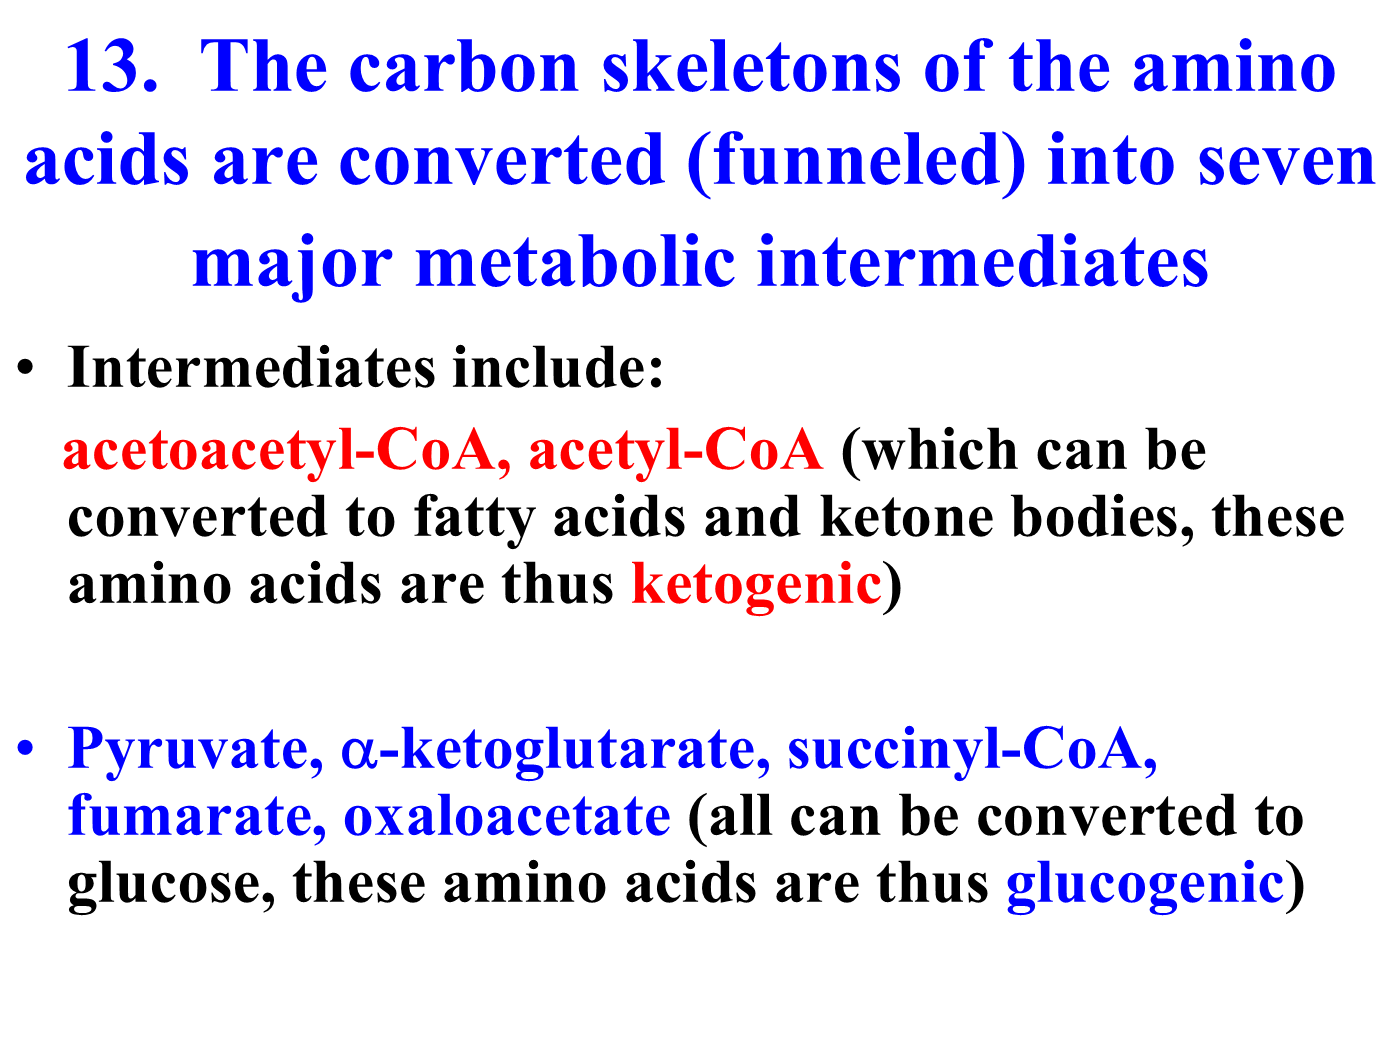 13.  The carbon skeletons of the amino
acids are converted (funneled) into seven
major metabolic intermediates
• Intermediates include:
acetoacetyl-CoA, acetyl-CoA (which can be
converted to fatty acids and ketone bodies, these
amino acids are thus ketogenic)
• Pyruvate, α-ketoglutarate, succinyl-CoA,
fumarate, oxaloacetate (all can be converted to
glucose, these amino acids are thus glucogenic)